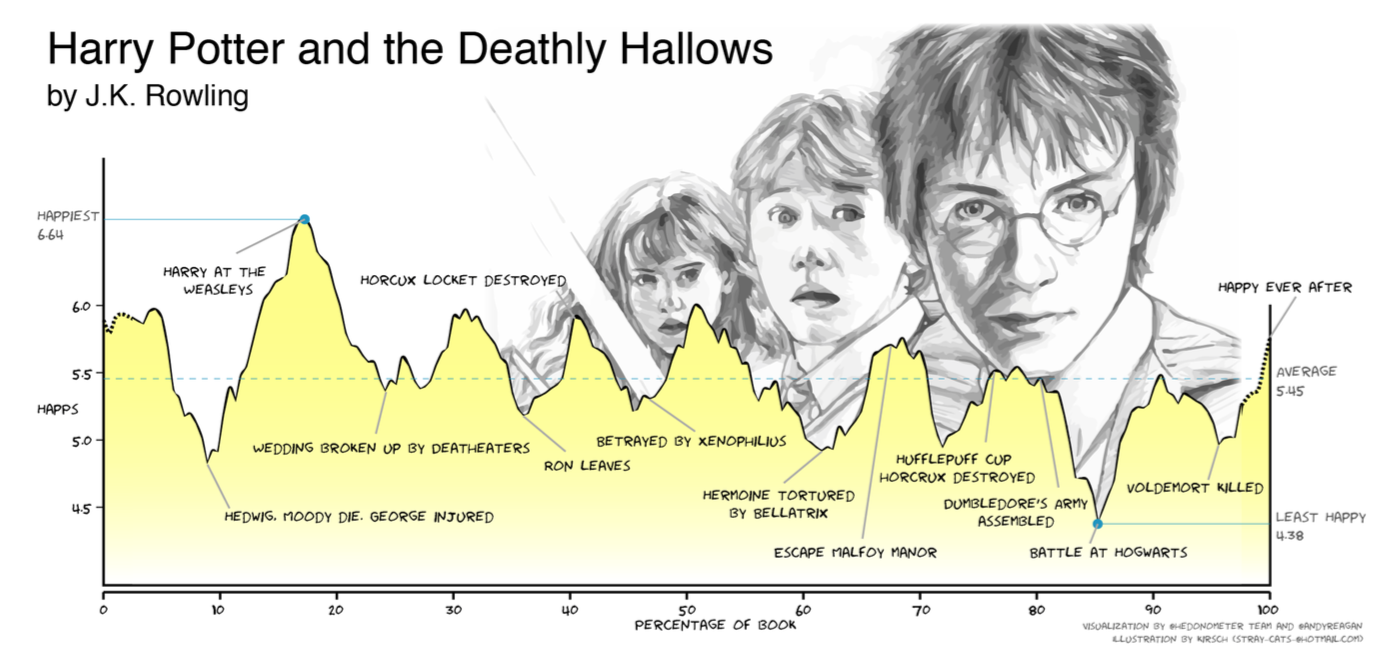 Harry Potter and the Deathly Hallows
by J.K. Rowling
HAPPIEST
6.64
HARRY AT THE
WEASLEYS
HORCUX LOCKET DESTROYED
HAPPY EVER AFTER
6.0
5.5
AVERAGE
5.45
HAPPS
5.0
WEDDING BROKEN UP BY DEATHEATERS
BETRAYED BY XENOPHILIUS
RON LEAVES
HUFFLEPUFF CUP
HORCRUX DESTROYED
VOLDEMORT KILLED
HERMOINE TORTURED
BY BELLATRIX
DUMBLEDORE'S ARMY
ASSEMBLED
4.5
HEDWIG, MOODY DIE. GEORGE INJURED
LEAST HAPPY
4.38
ESCAPE MALFOY MANOR
BATTLE AT HOGWARTS
0 10 20 30 40 50 60 70 80 90 100
PERCENTAGE OF BOOK
VISUALIZATION BY @HEDONOMETER TEAM AND @ANDYREAGAN
ILLUSTRATION BY KIRSCH (STRAY-CATS-@HOTMAIL.COM)